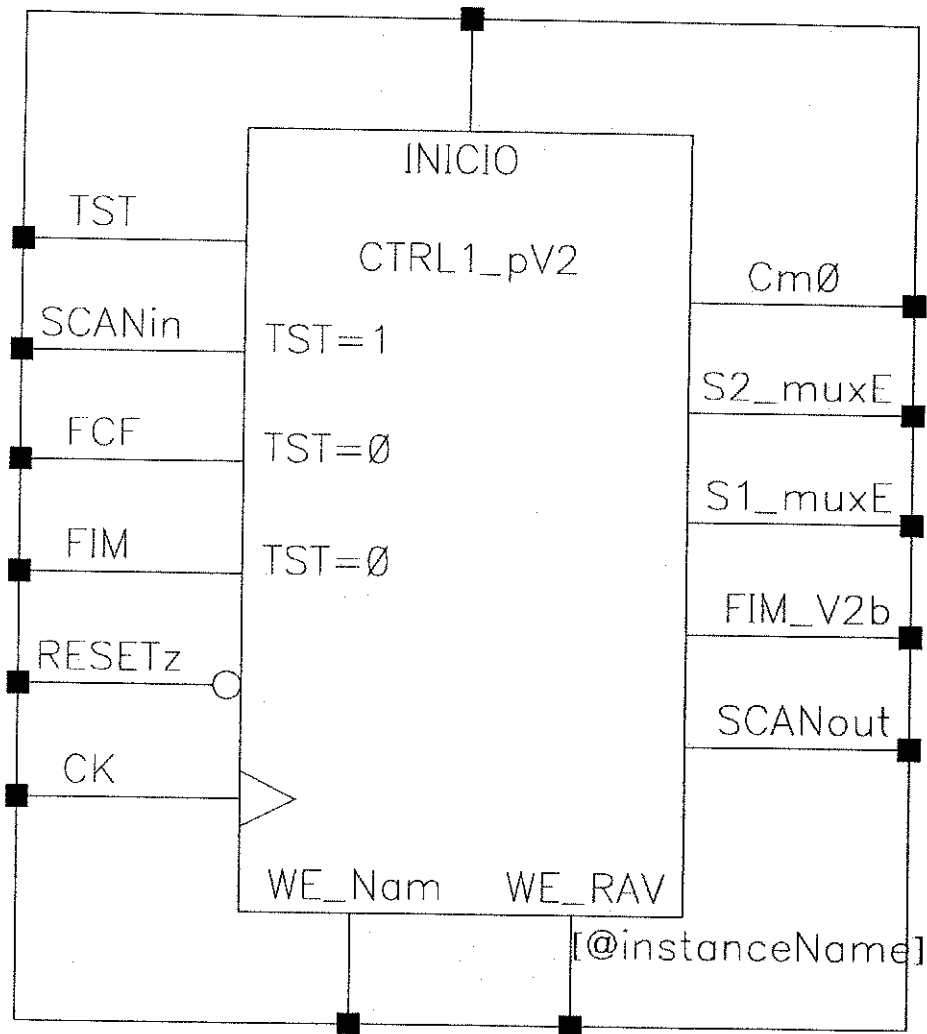 INICIO
TST
CTRL1_pV2
CmØ
SCANin
TST=1
S2_muxE
FCF
TST=Ø
S1_muxE
FIM
TST=Ø
FIM_V2b
RESETz
SCANout
CK
WE_Nam
WE_RAV
[@instanceName]